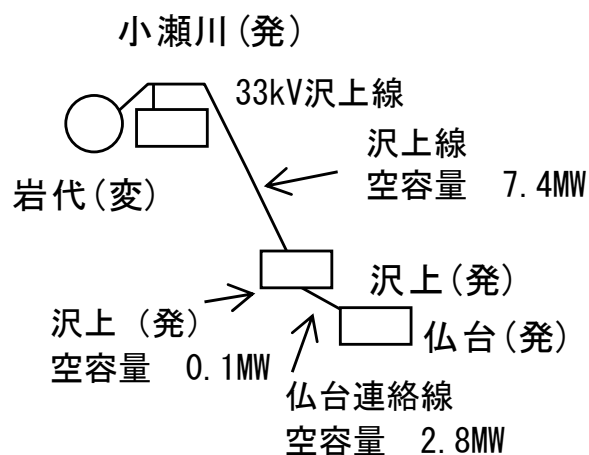 小瀬川(発)
33kV沢上線
沢上線
空容量 7.4MW
岩代(変)
沢上(発)
沢上 (発)
空容量 0.1MW
仏台(発)
仏台連絡線
空容量 2.8MW